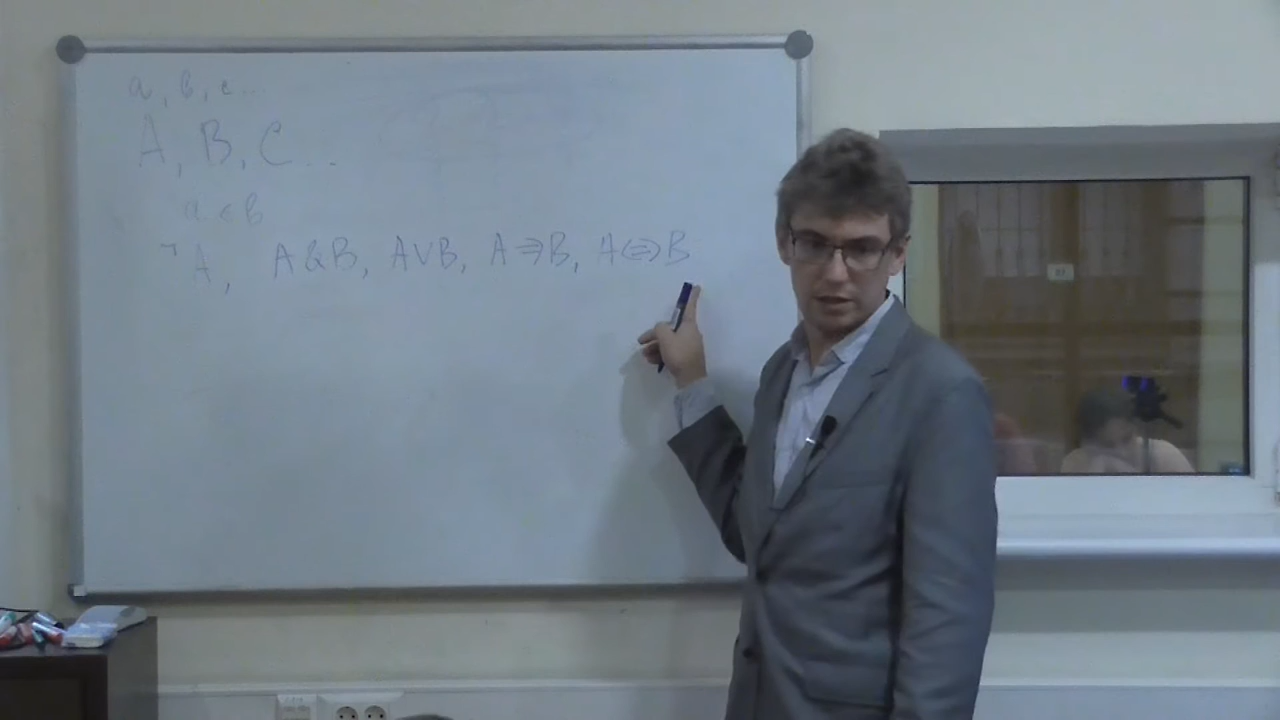 a, b, c...
A, B, C...
a ∈ b
¬A, A&B, A∨B, A⇒B, A⇔B